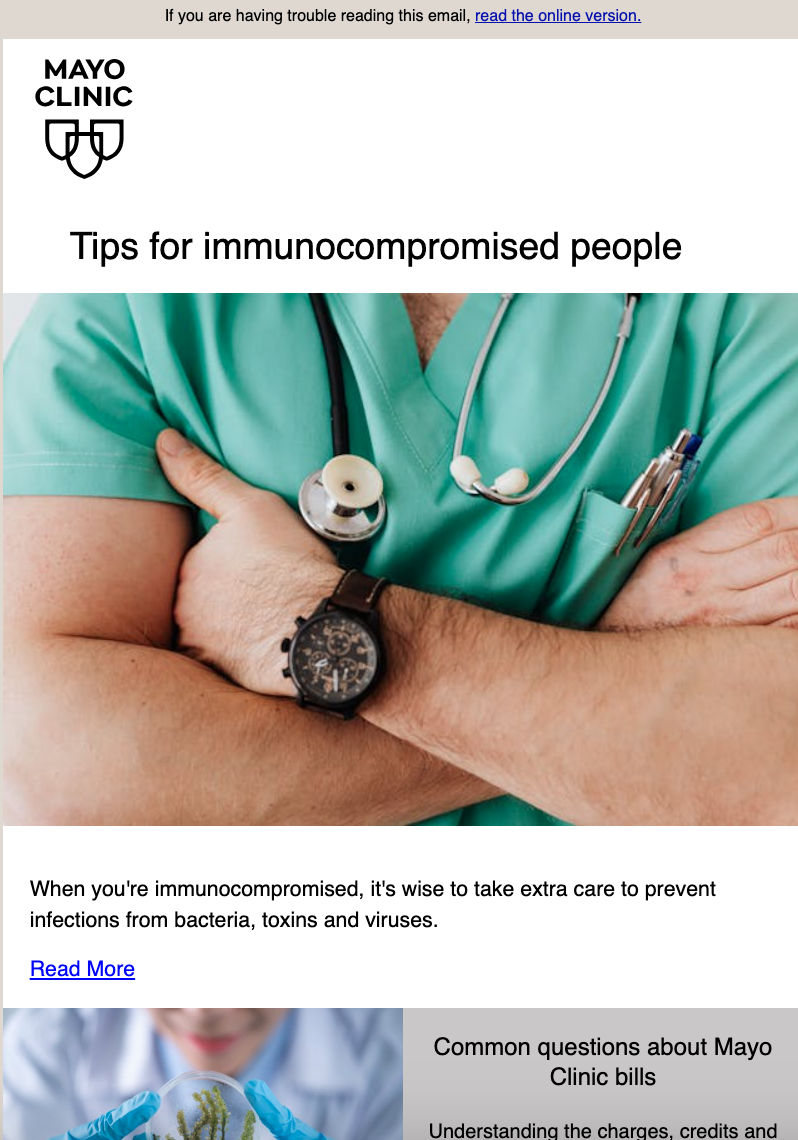 If you are having trouble reading this email, read the online version.
MAYO
CLINIC
Tips for immunocompromised people
When you're immunocompromised, it's wise to take extra care to prevent
infections from bacteria, toxins and viruses.
Read More
Common questions about Mayo
Clinic bills
Understanding the charges, credits and